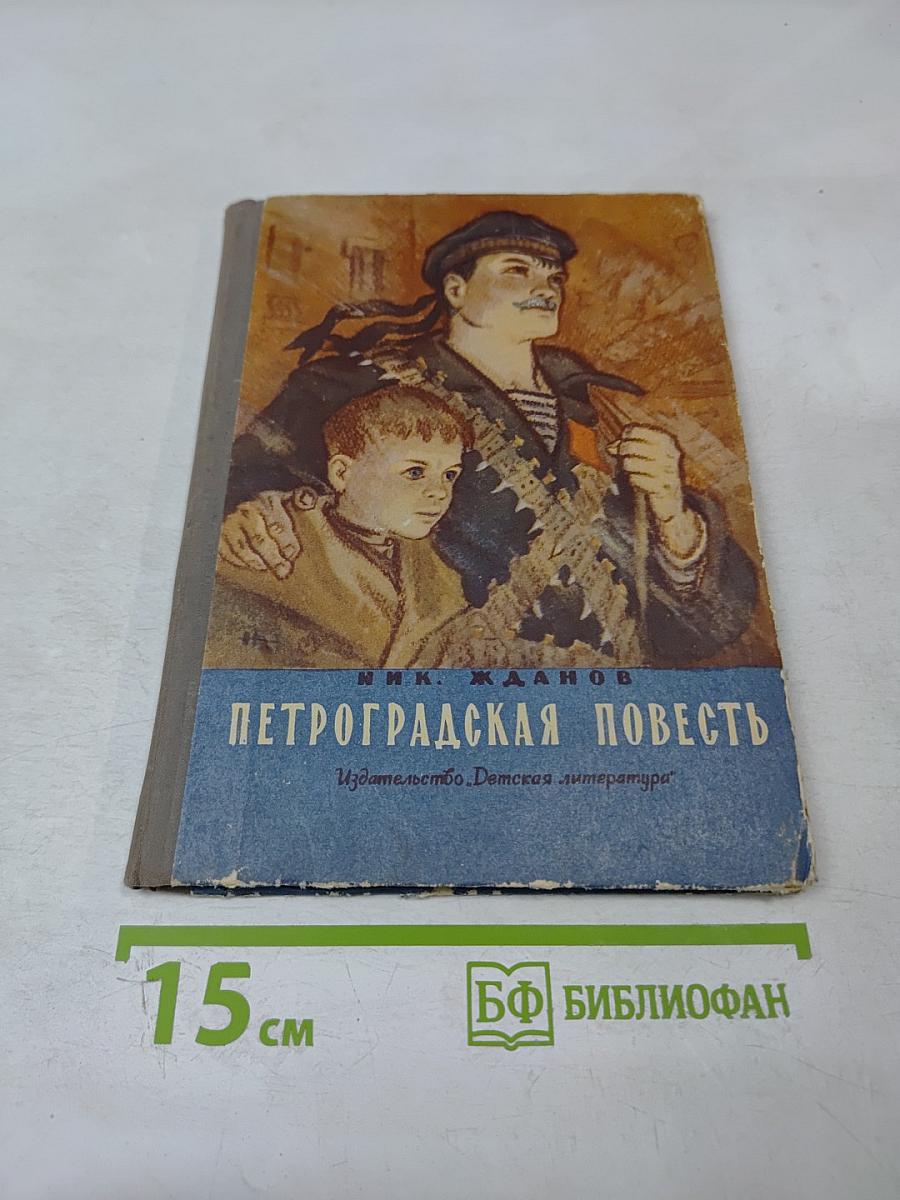 НИК. ЖДАНОВ
ПЕТРОГРАДСКАЯ ПОВЕСТЬ
Издательство „Детская литература"
15 см
БФ БИБЛИОФАН